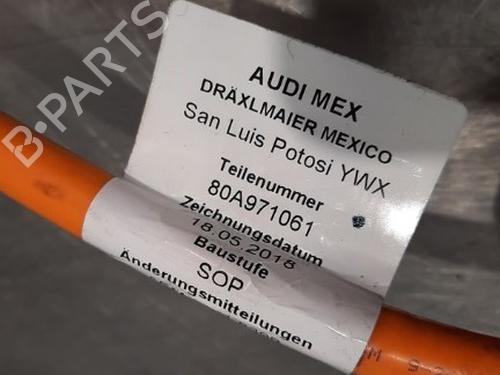 B-PARTS
AUDI MEX
DRÄXLMAIER MEXICO
San Luis Potosi YWX
Teilenummer
80A971061
Zeichnungsdatum
18.05.2018
Baustufe
SOP
Änderungsmitteilungen